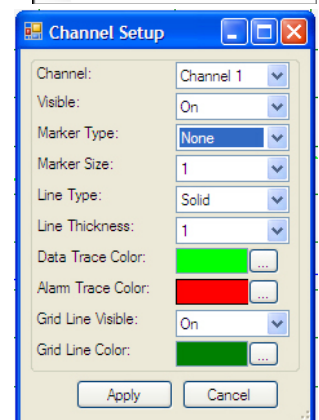 Channel Setup
Channel: Channel 1
Visible: On
Marker Type: None
Marker Size: 1
Line Type: Solid
Line Thickness: 1
Data Trace Color: ...
Alarm Trace Color: ...
Grid Line Visible: On
Grid Line Color: ...
Apply Cancel